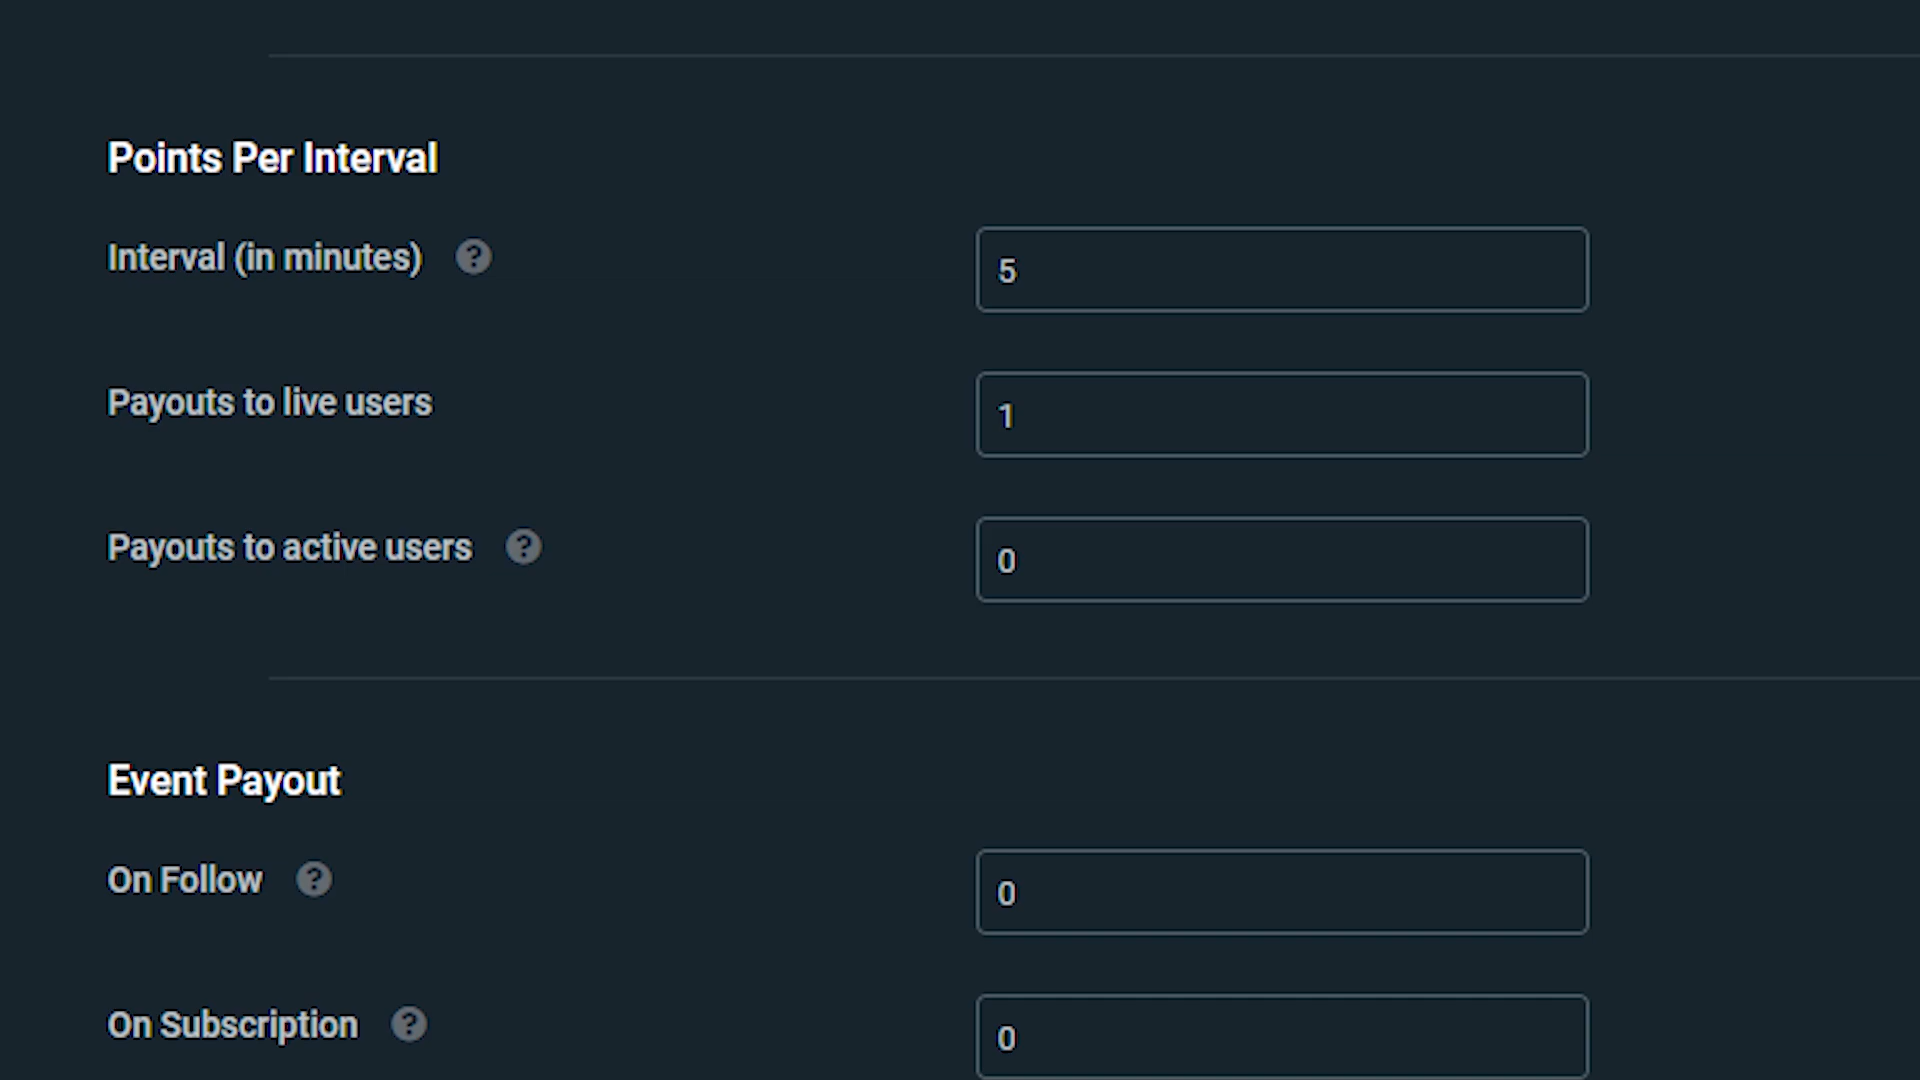 Points Per Interval
Interval (in minutes) ?
5
Payouts to live users
1
Payouts to active users ?
0
Event Payout
On Follow ?
0
On Subscription ?
0